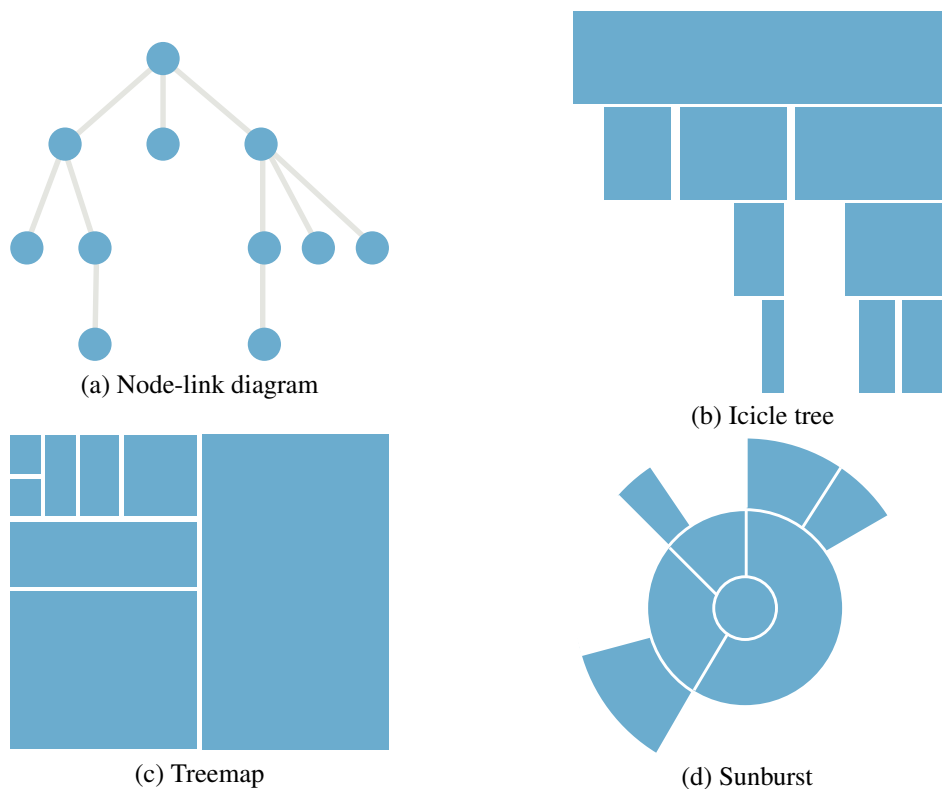 (a) Node-link diagram
(b) Icicle tree
(c) Treemap
(d) Sunburst